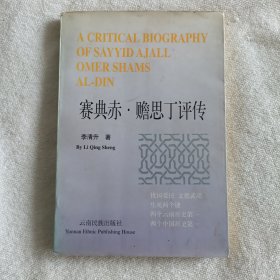 A CRITICAL BIOGRAPHY
OF SAYYID AJALL
OMER SHAMS
AL-DIN
赛典赤·赡思丁评传
李清升 著
By Li Qing Sheng
云南民族出版社
Yunnan Ethnic Publishing House